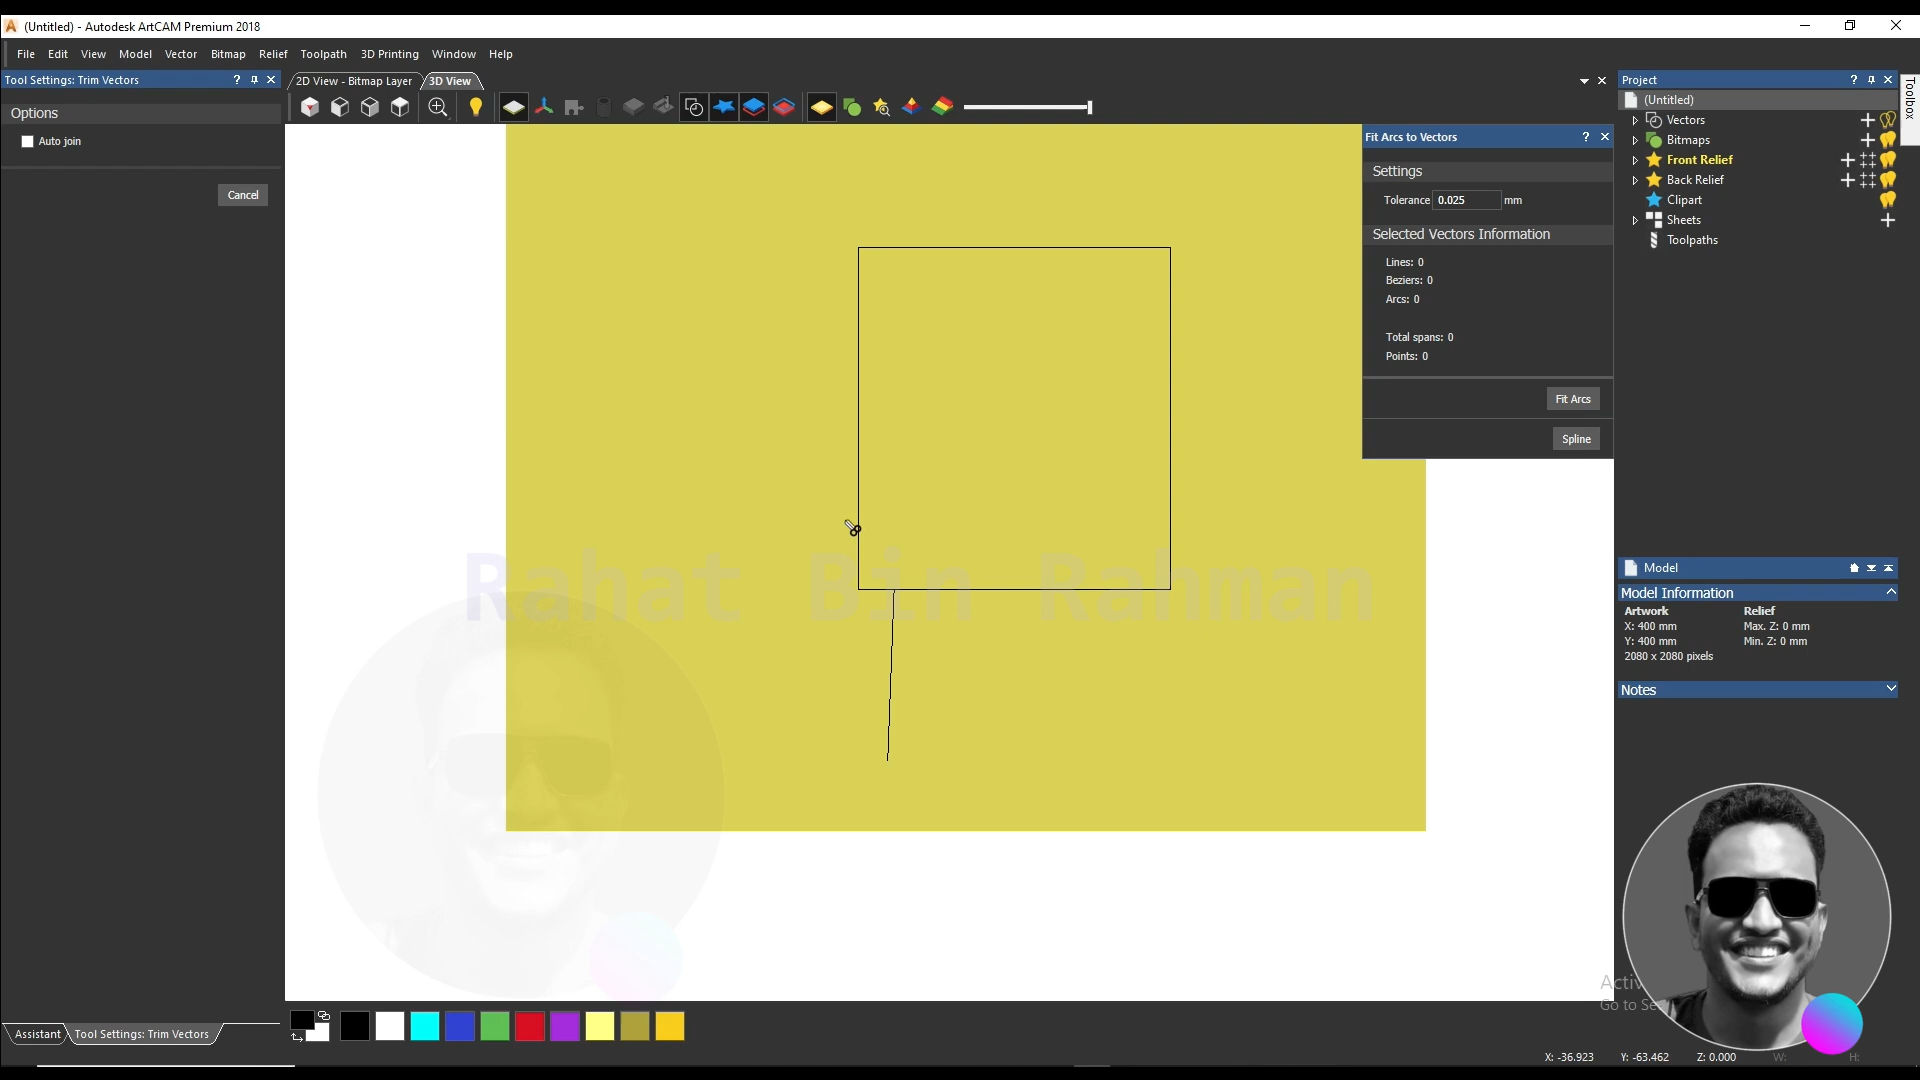 (Untitled) - Autodesk ArtCAM Premium 2018
File Edit View Model Vector Bitmap Relief Toolpath 3D Printing Window Help
Tool Settings: Trim Vectors ? 
Options
Auto join
Cancel
2D View - Bitmap Layer 3D View
Fit Arcs to Vectors ?
Settings
Tolerance 0.025 mm
Selected Vectors Information
Lines: 0
Beziers: 0
Arcs: 0
Total spans: 0
Points: 0
Fit Arcs
Spline
Project ?
Toolbox
(Untitled)
Vectors
Bitmaps
Front Relief
Back Relief
Clipart
Sheets
Toolpaths
Rahat Bin Rahman
Model
Model Information
Artwork Relief
X: 400 mm Max. Z: 0 mm
Y: 400 mm Min. Z: 0 mm
2080 x 2080 pixels
Notes
Go to
Assistant Tool Settings: Trim Vectors
X: -36.923 Y: -63.462 Z: 0.000 W: H: